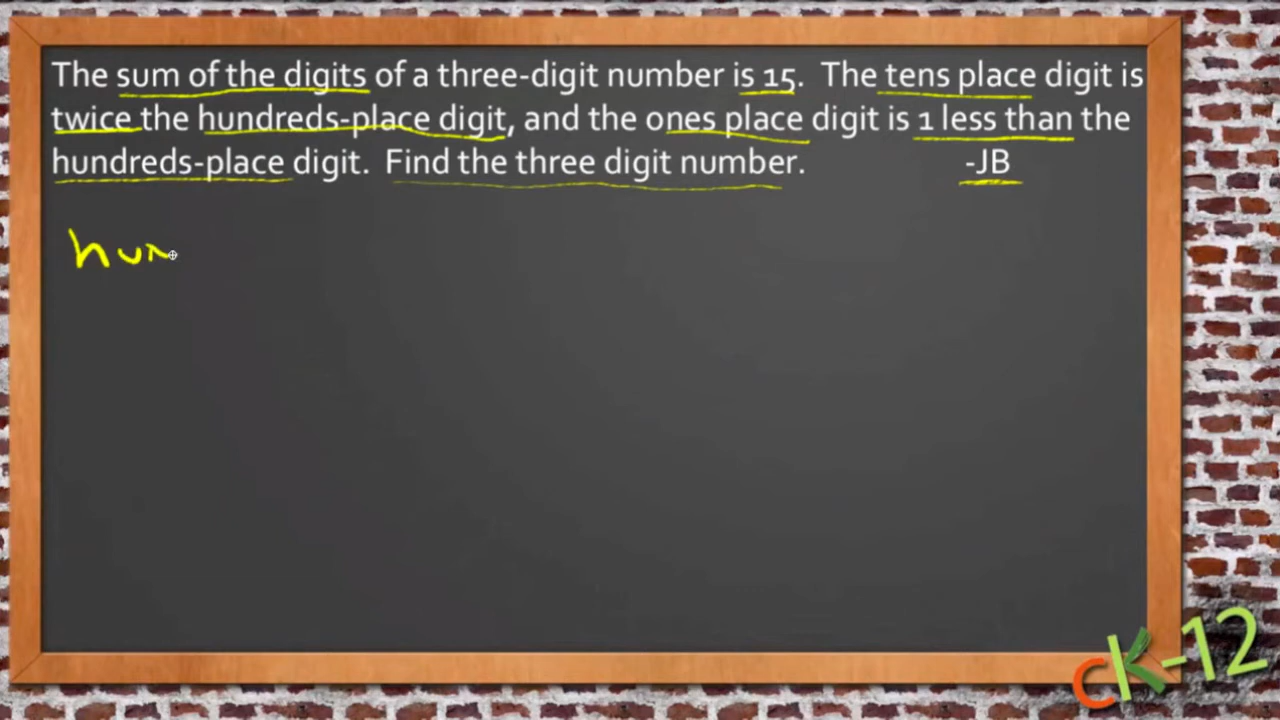 The sum of the digits of a three-digit number is 15. The tens place digit is
twice the hundreds-place digit, and the ones place digit is 1 less than the
hundreds-place digit. Find the three digit number. -JB
hun
cK-12